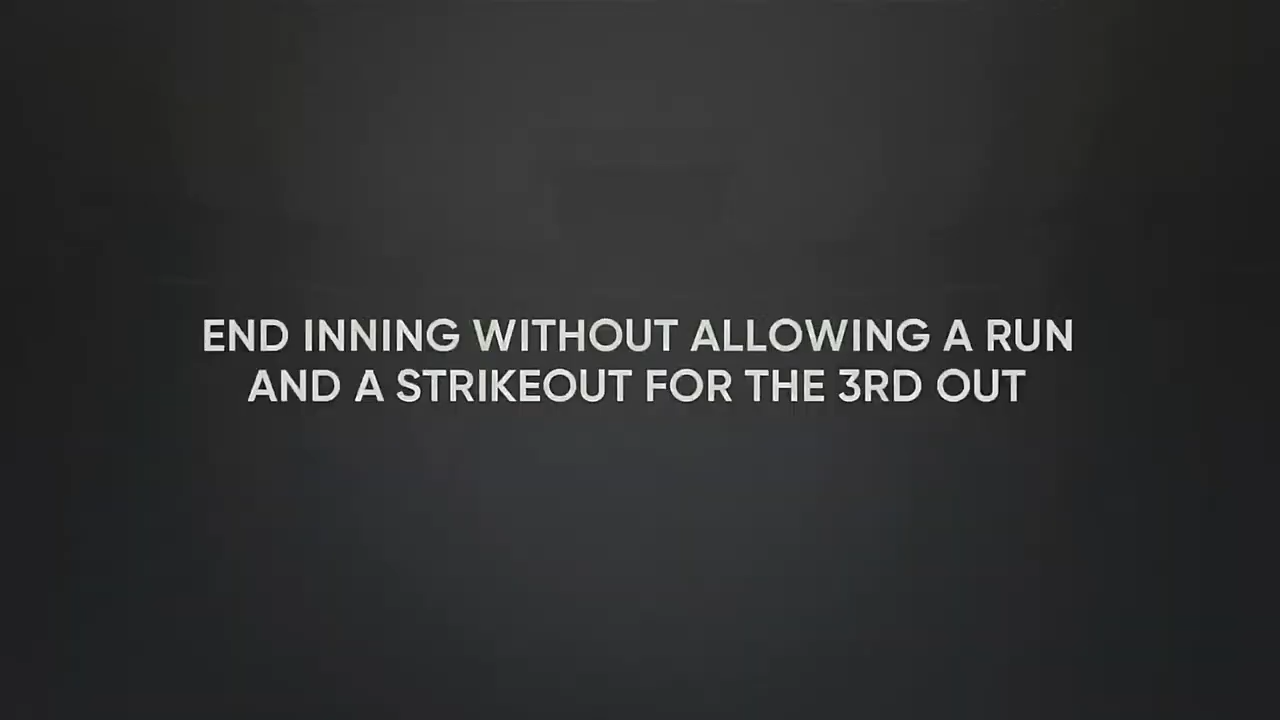 END INNING WITHOUT ALLOWING A RUN
AND A STRIKEOUT FOR THE 3RD OUT